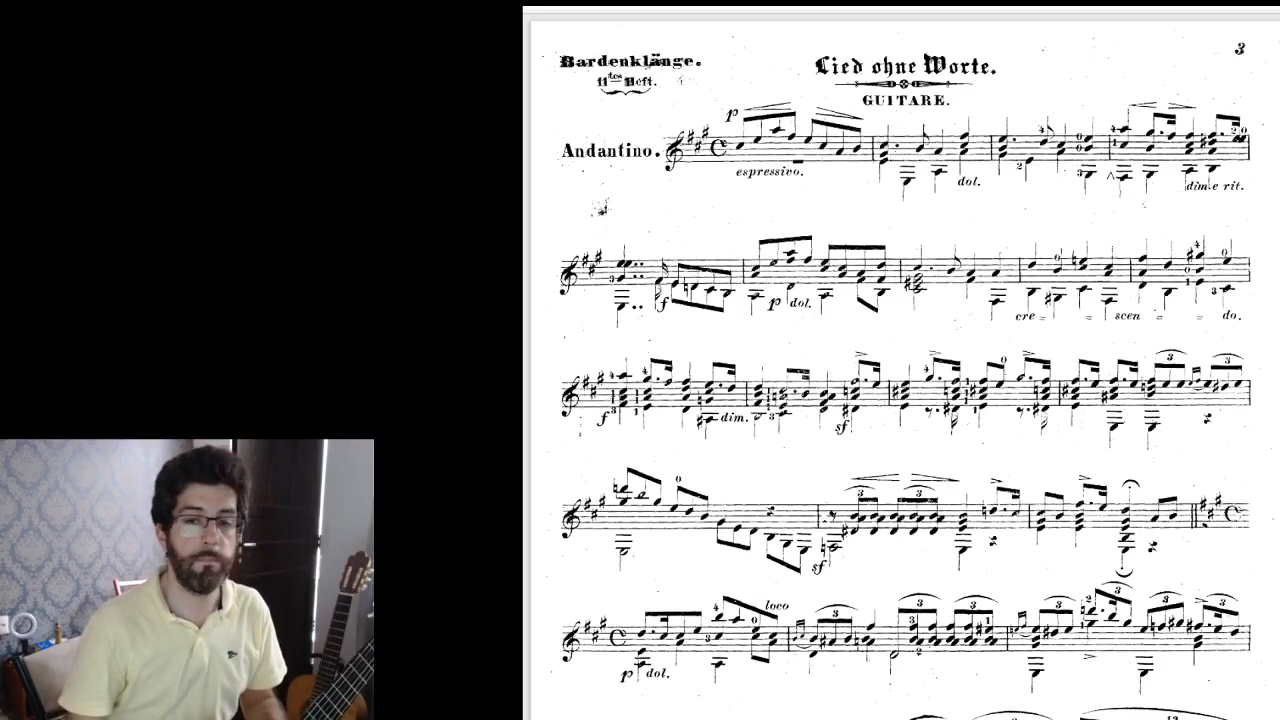 3
Bardenklänge.
11tes Heft.
Lied ohne Worte.
GUITARE.
Andantino.
p
espressivo.
dol.
dim.e rit.
f
p dol.
cre - scen - do.
f
dim.
sf
sf
loco
p dol.